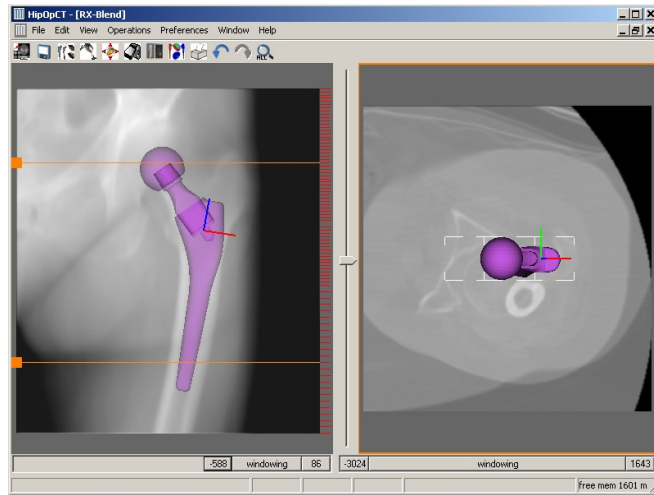 HipOpCT - [RX-Blend]
File Edit View Operations Preferences Window Help
ALL
-588 windowing 86 -3024 windowing 1643
free mem 1601 m